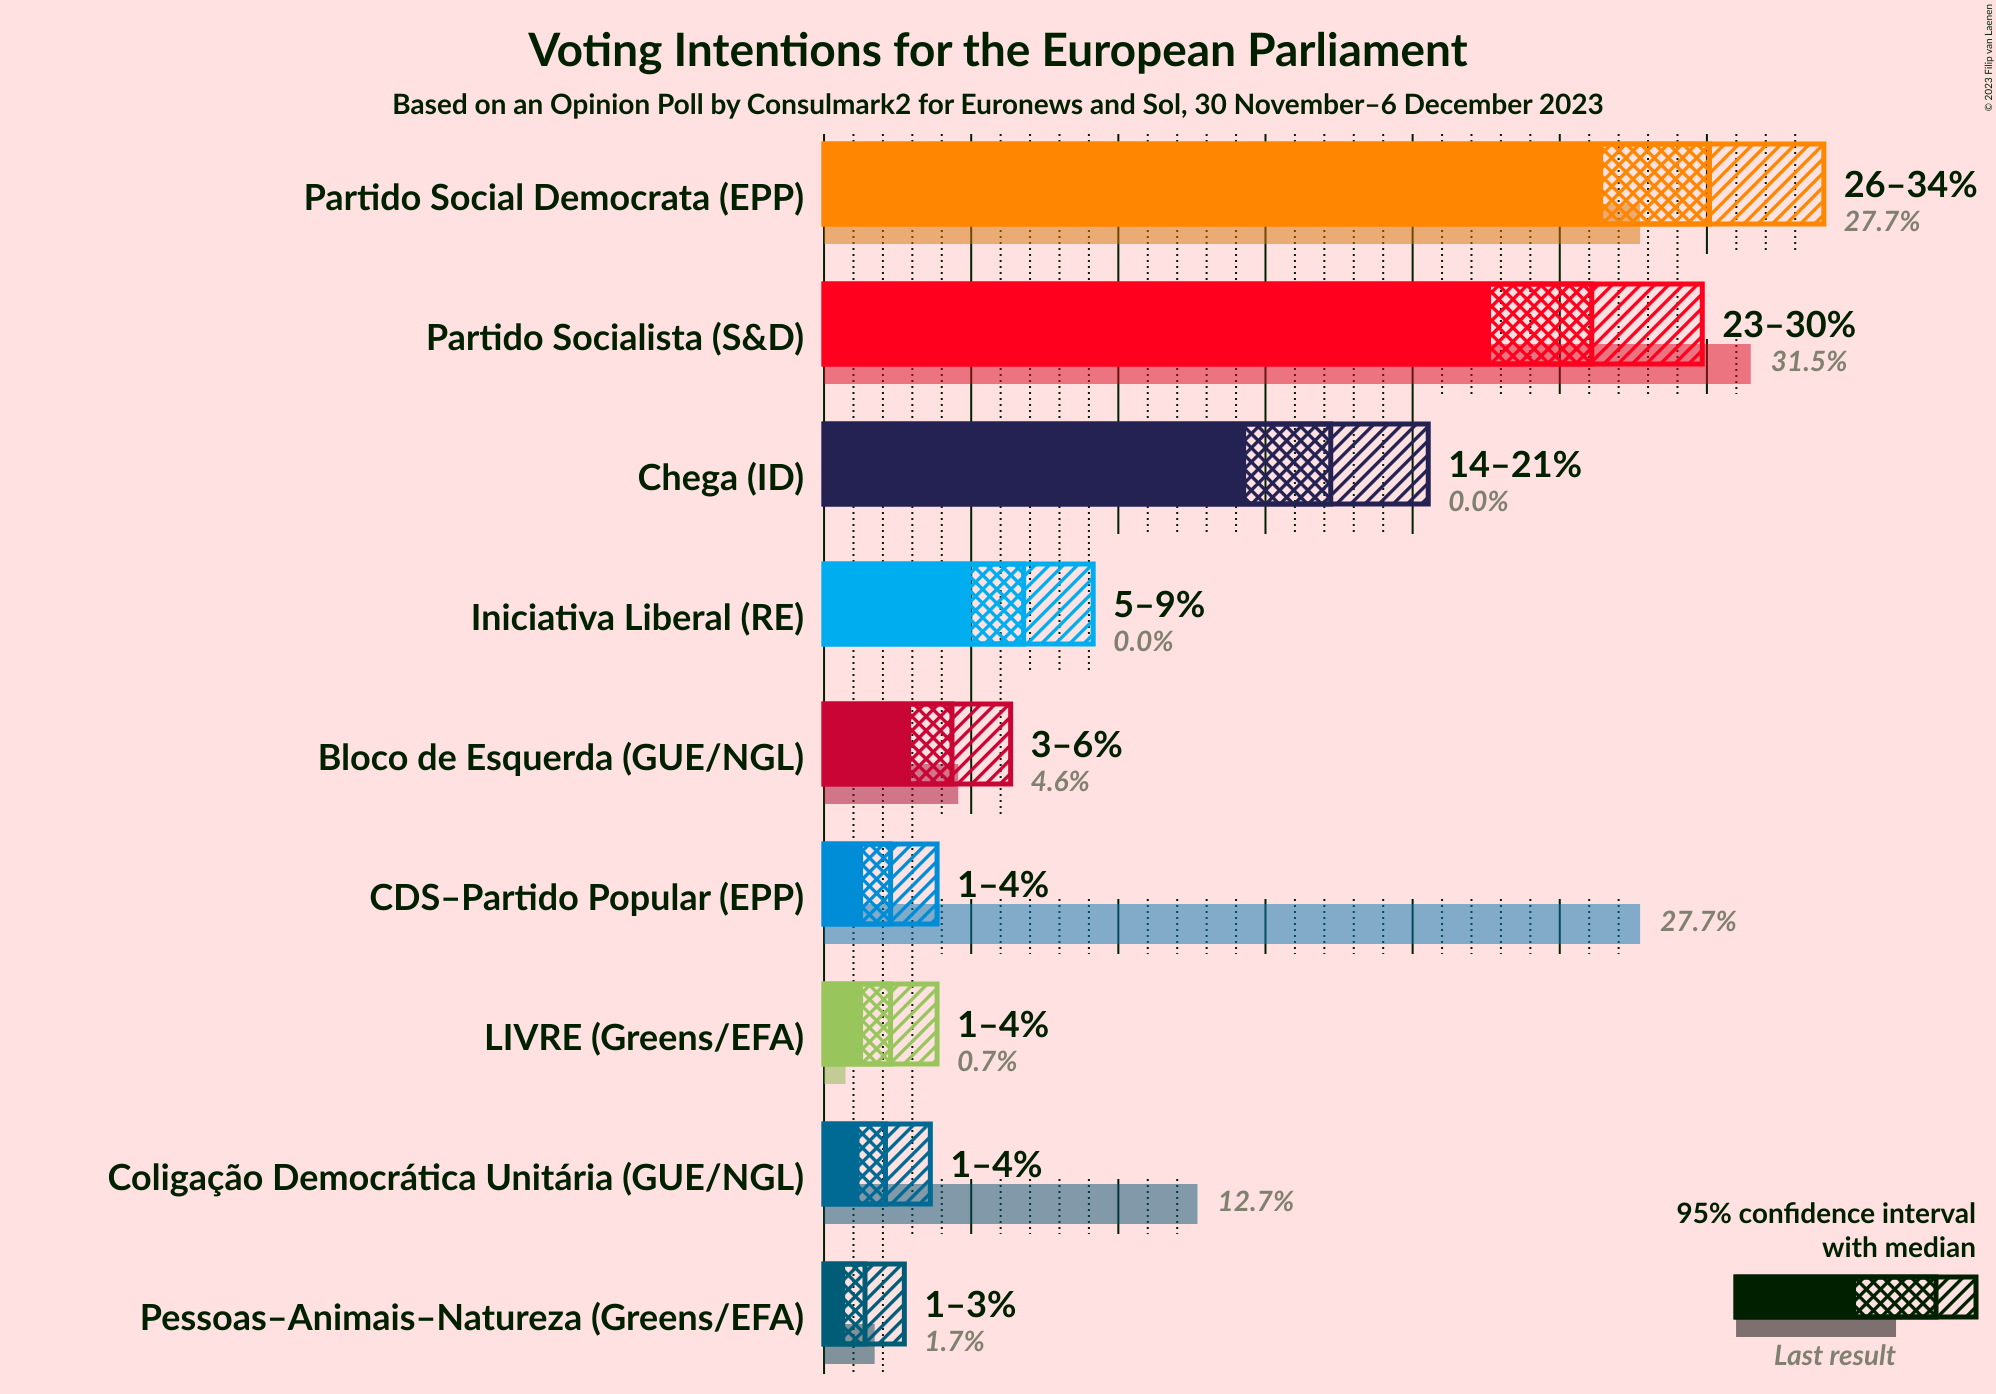 Voting Intentions for the European Parliament
Based on an Opinion Poll by Consulmark2 for Euronews and Sol, 30 November–6 December 2023
© 2023 Filip van Laenen
Partido Social Democrata (EPP)
26–34%
27.7%
Partido Socialista (S&D)
23–30%
31.5%
Chega (ID)
14–21%
0.0%
Iniciativa Liberal (RE)
5–9%
0.0%
Bloco de Esquerda (GUE/NGL)
3–6%
4.6%
CDS–Partido Popular (EPP)
1–4%
27.7%
LIVRE (Greens/EFA)
1–4%
0.7%
Coligação Democrática Unitária (GUE/NGL)
1–4%
12.7%
Pessoas–Animais–Natureza (Greens/EFA)
1–3%
1.7%
95% confidence interval
with median
Last result